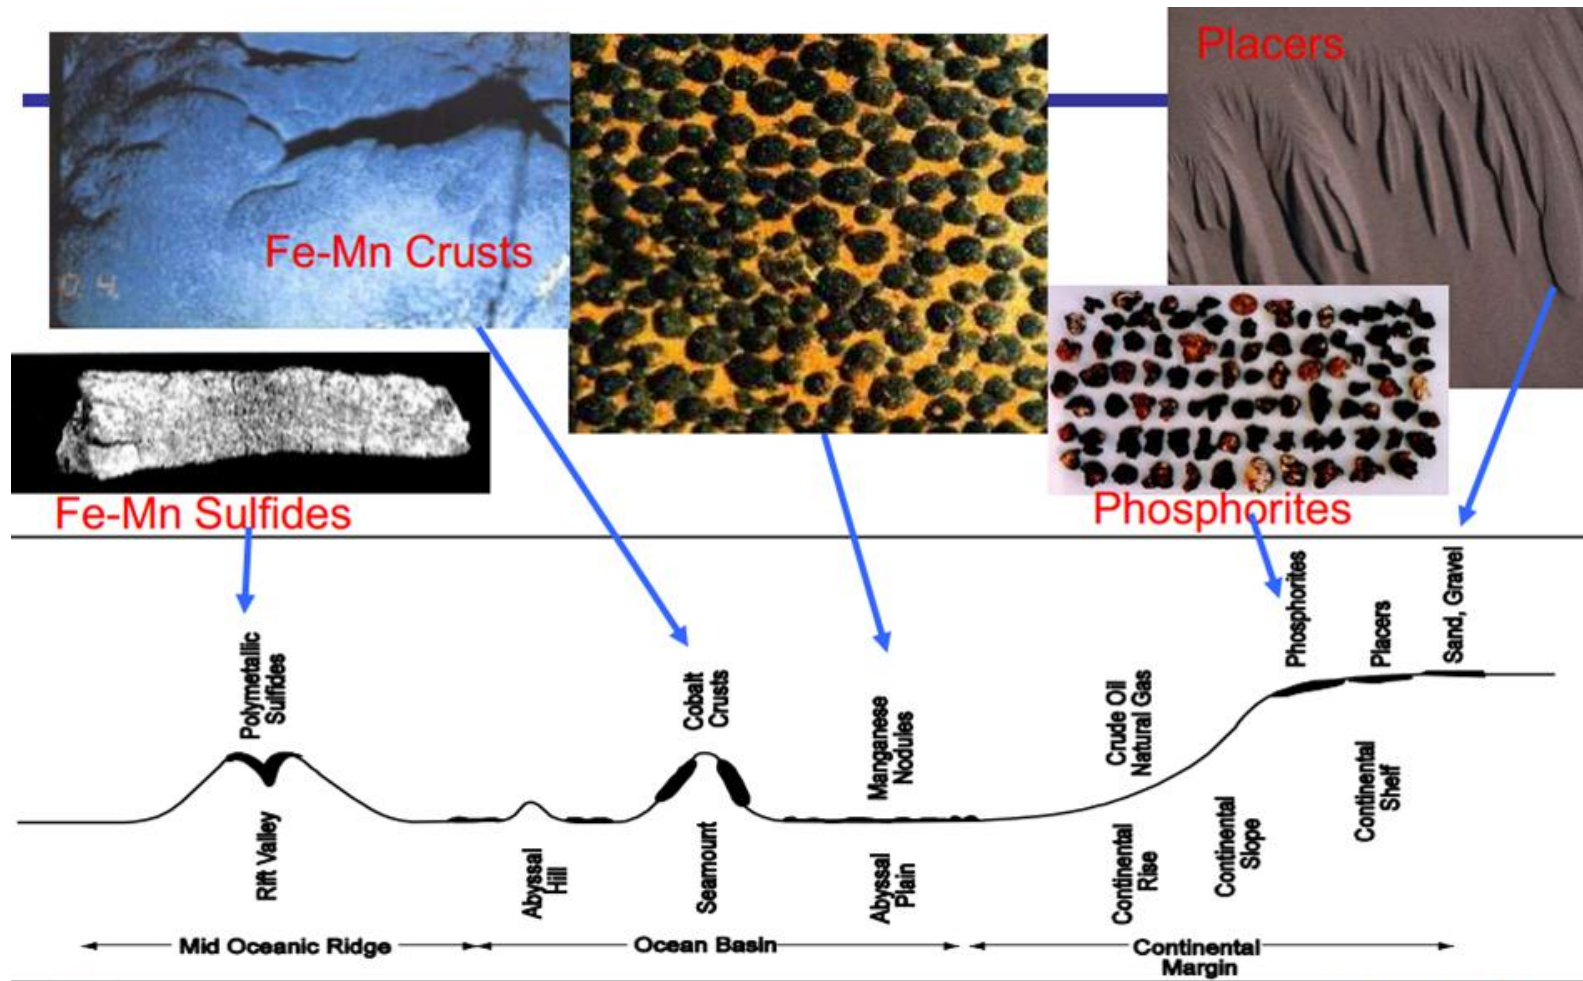 Placers
Fe-Mn Crusts
0.4.
Fe-Mn Sulfides
Phosphorites
Polymetallic
Sulfides
Cobalt
Crusts
Manganese
Nodules
Crude Oil
Natural Gas
Phosphorites
Placers
Sand, Gravel
Rift Valley
Abyssal
Hill
Seamount
Abyssal
Plain
Continental
Rise
Continental
Slope
Continental
Shelf
Mid Oceanic Ridge
Ocean Basin
Continental
Margin